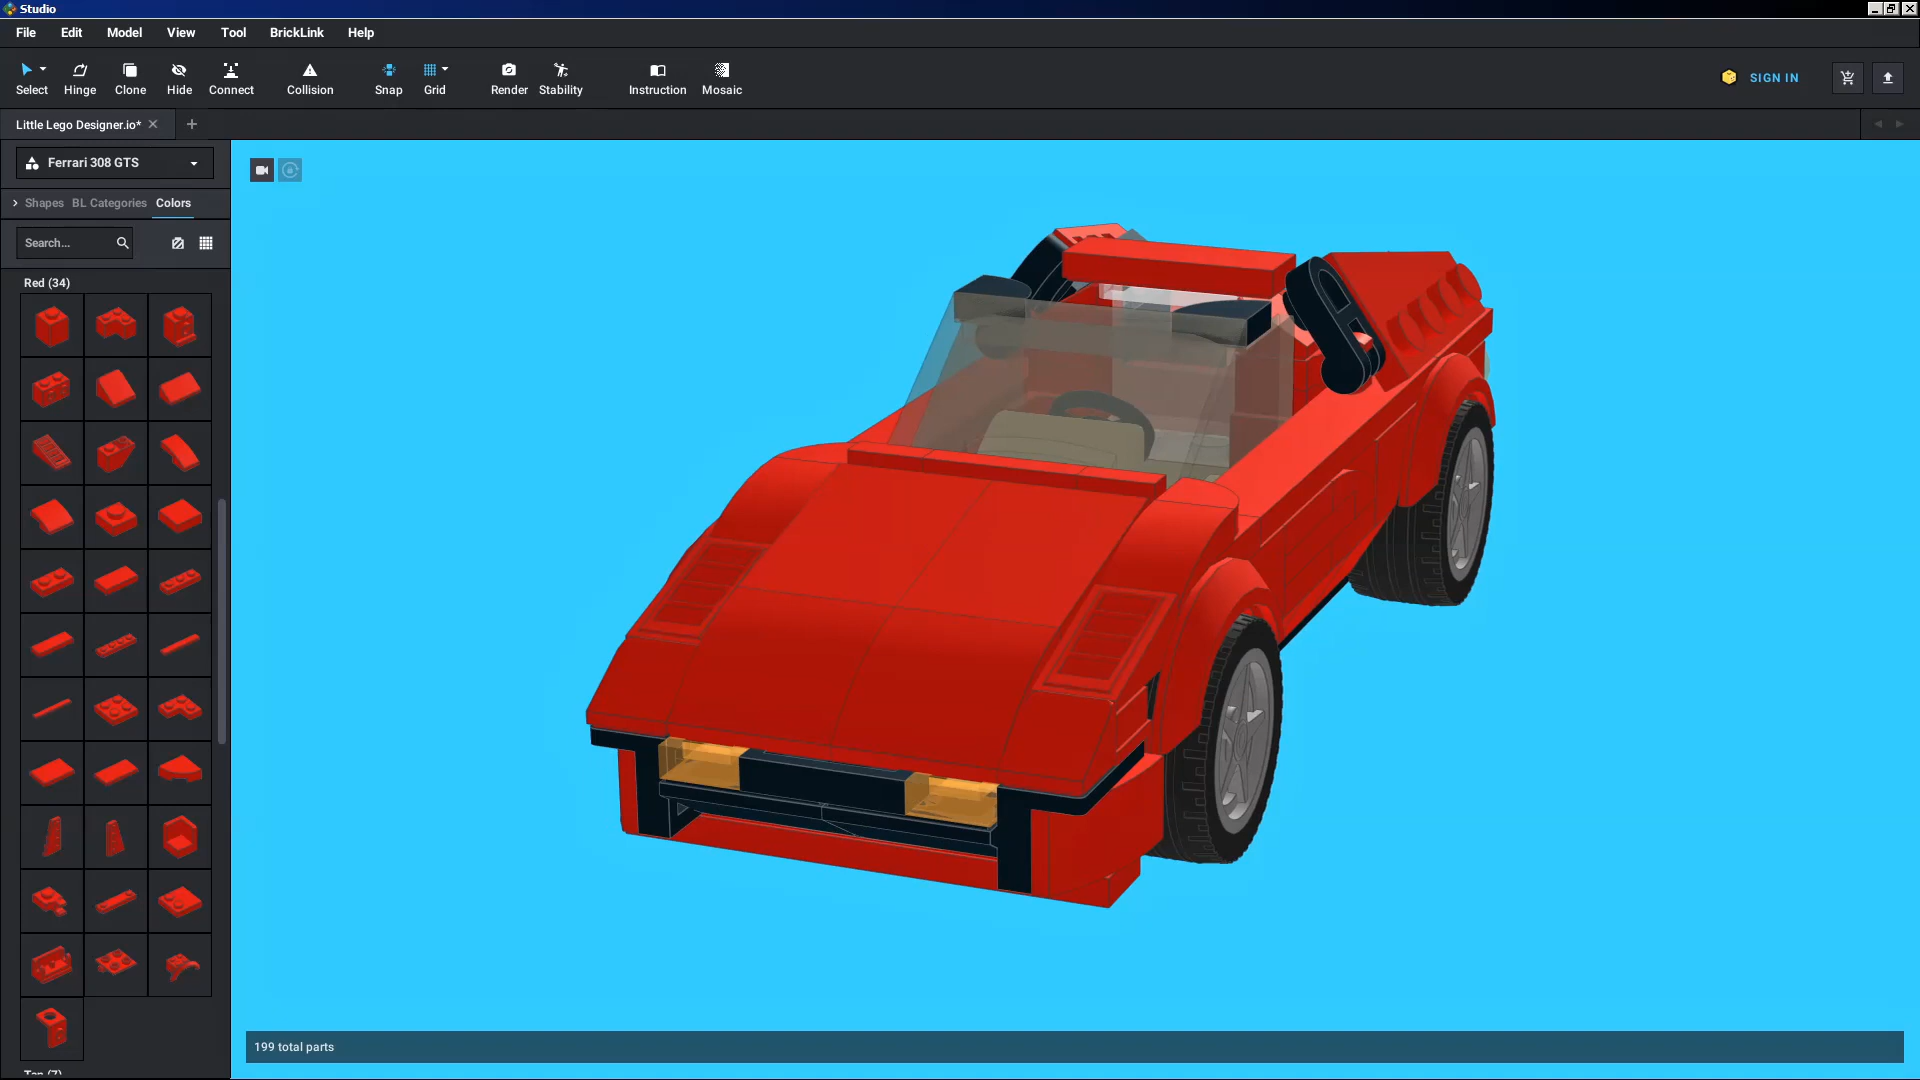 Studio
File Edit Model View Tool BrickLink Help
Select Hinge Clone Hide Connect Collision Snap Grid Render Stability Instruction Mosaic
SIGN IN
Little Lego Designer.io*
Ferrari 308 GTS
Shapes BL Categories Colors
Search...
Red (34)
Tan (7)
199 total parts